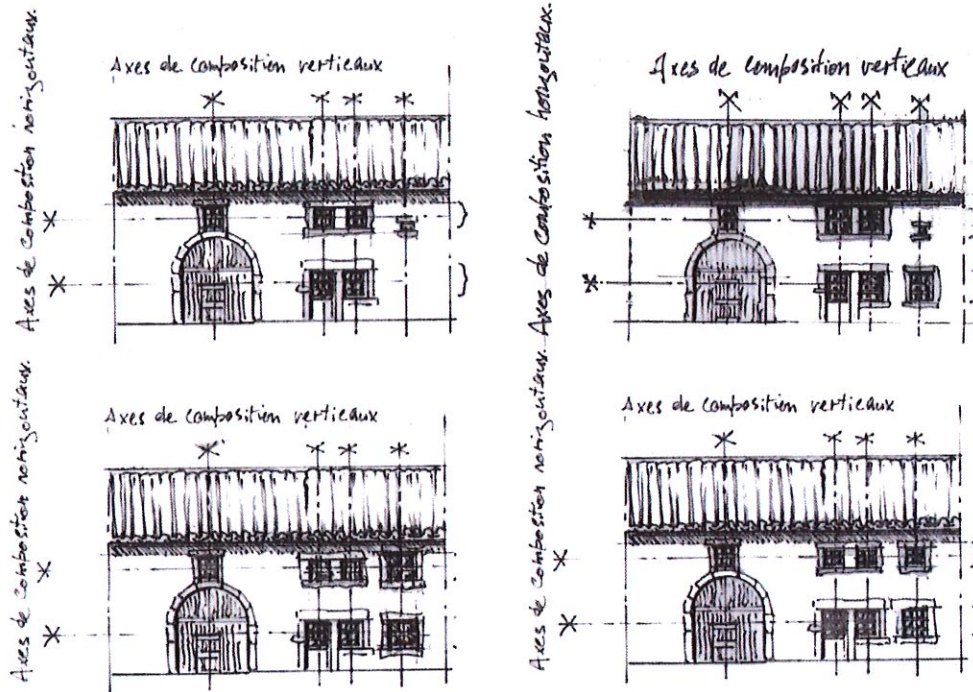 Axes de composition verticaux
Axes de composition horizontaux.
Axes de composition verticaux
Axes de composition horizontaux.
Axes de composition verticaux
Axes de composition horizontaux.
Axes de composition verticaux
Axes de composition horizontaux.